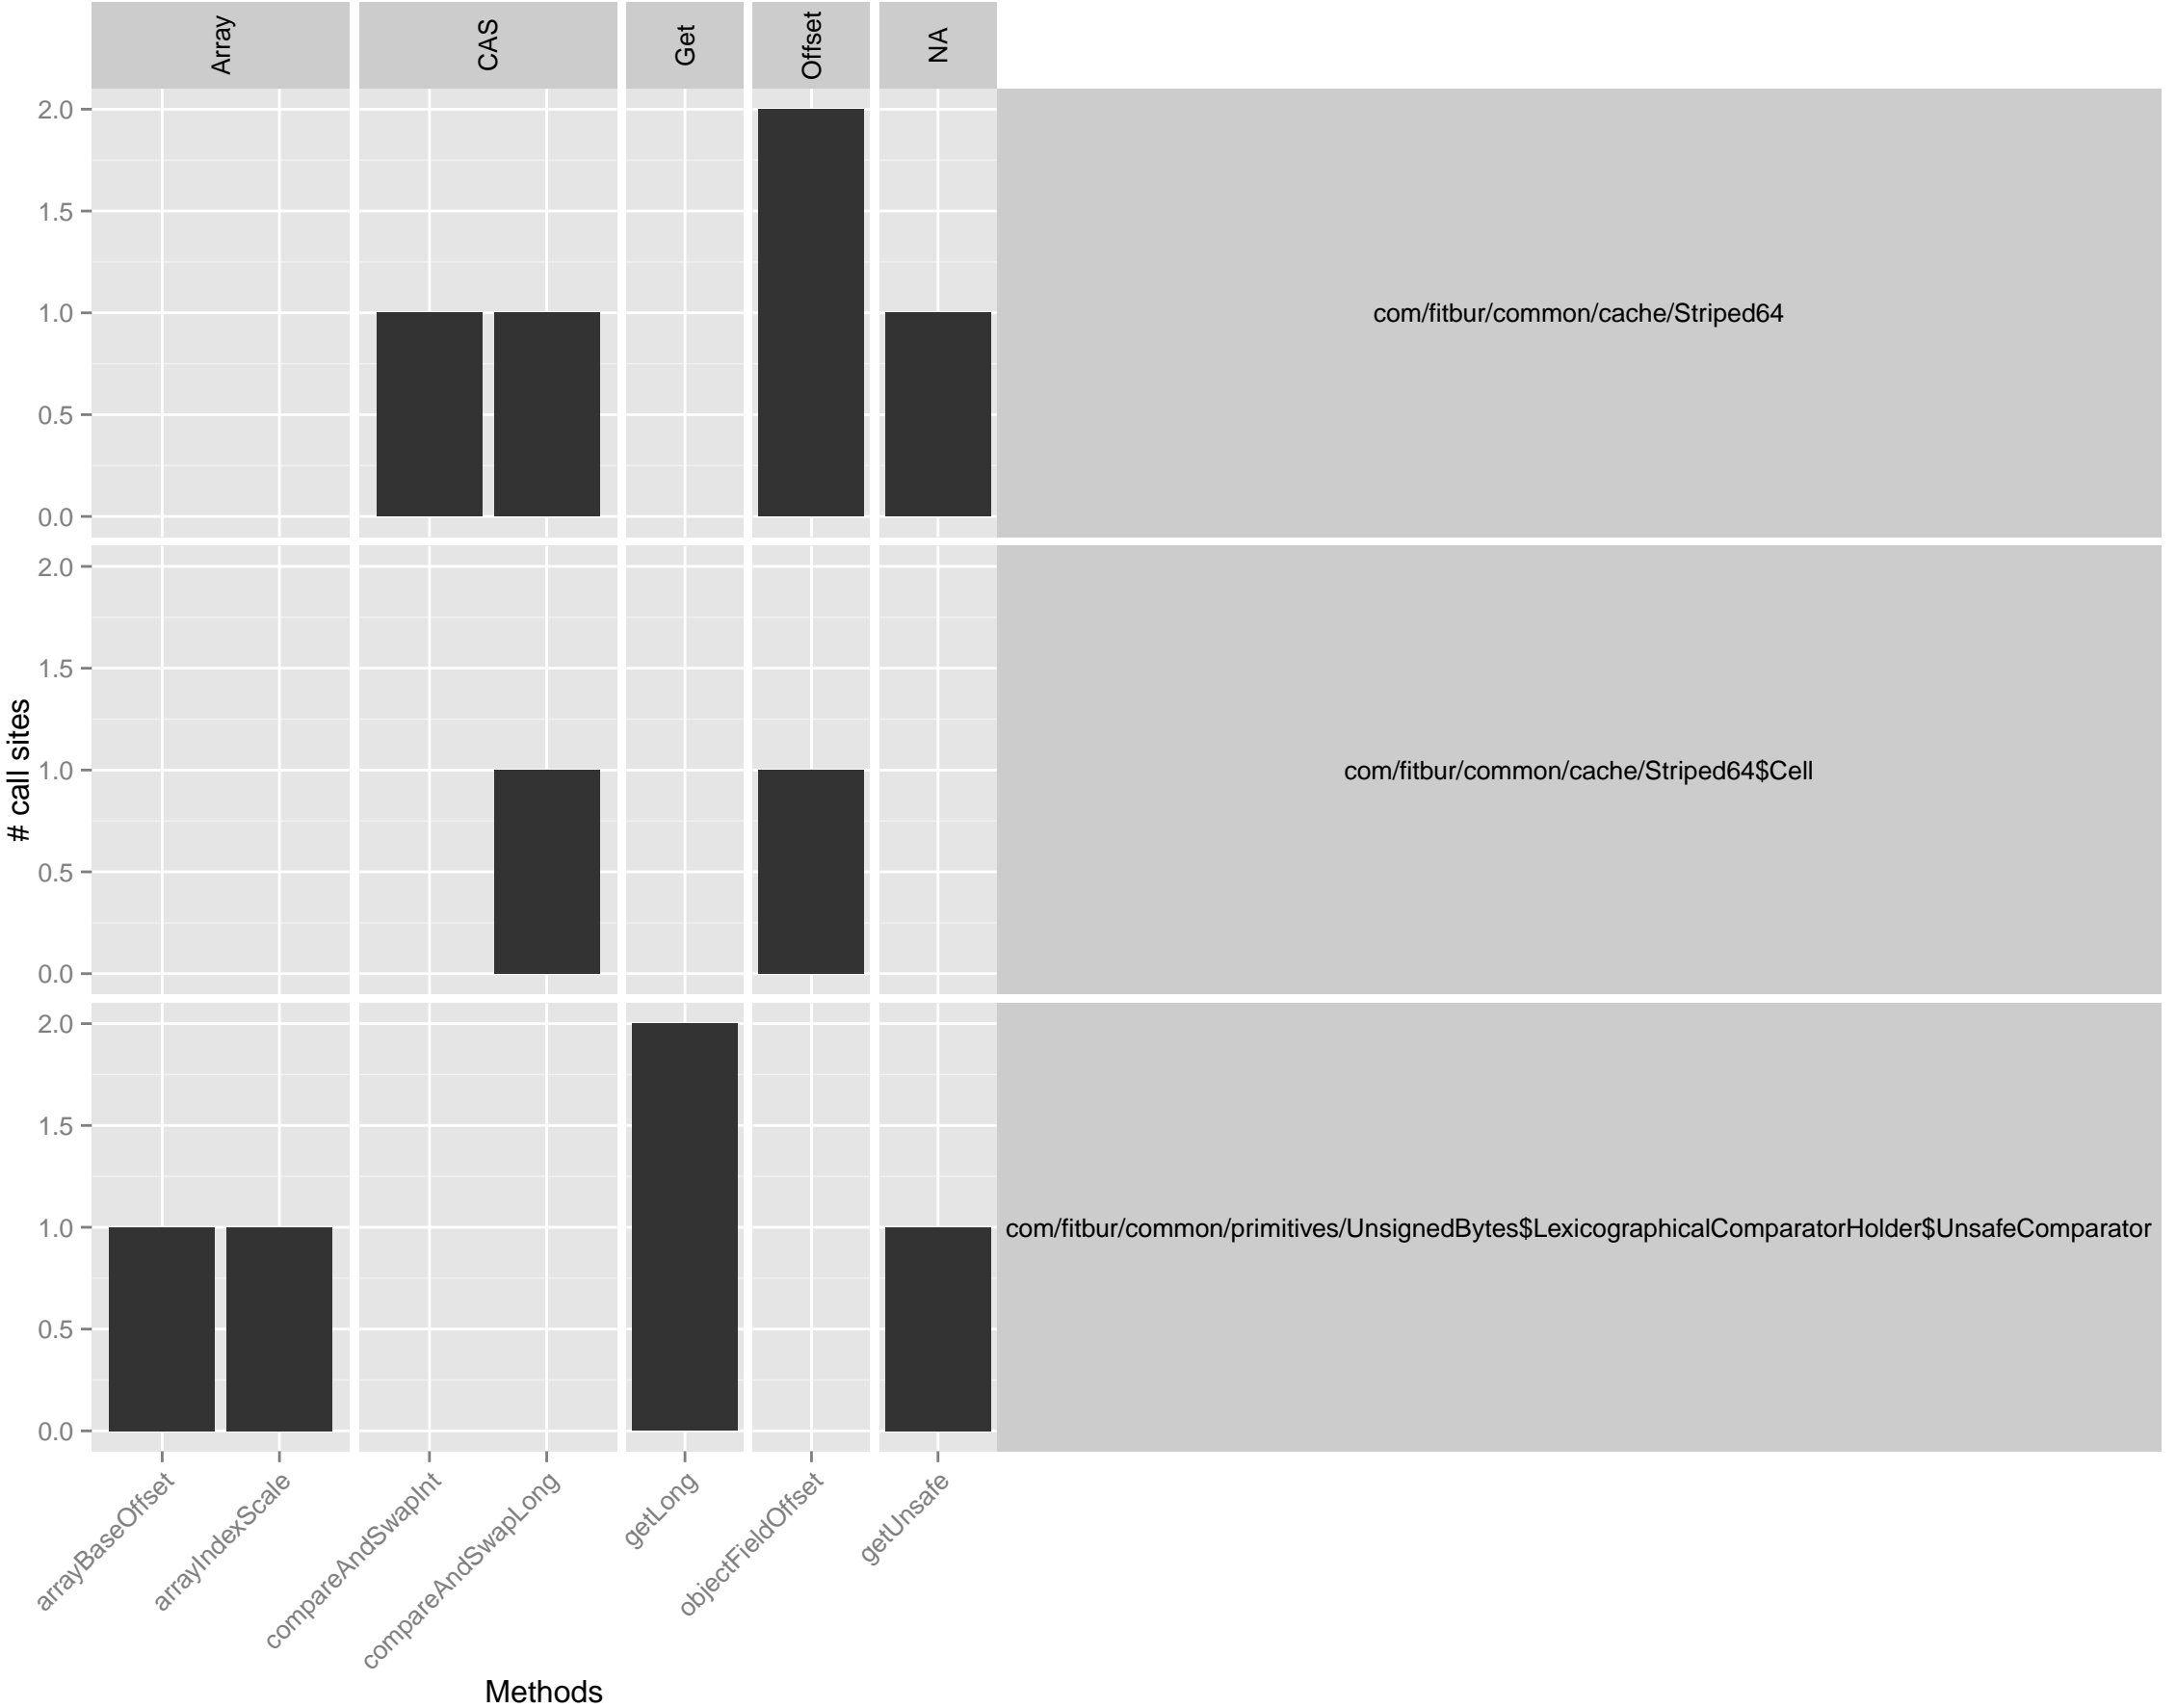 Array
CAS
Get
Offset
NA
2.0
1.5
1.0
0.5
0.0
com/fitbur/common/cache/Striped64
2.0
1.5
1.0
0.5
0.0
com/fitbur/common/cache/Striped64$Cell
2.0
1.5
1.0
0.5
0.0
com/fitbur/common/primitives/UnsignedBytes$LexicographicalComparatorHolder$UnsafeComparator
# call sites
arrayBaseOffset
arrayIndexScale
compareAndSwapInt
compareAndSwapLong
getLong
objectFieldOffset
getUnsafe
Methods